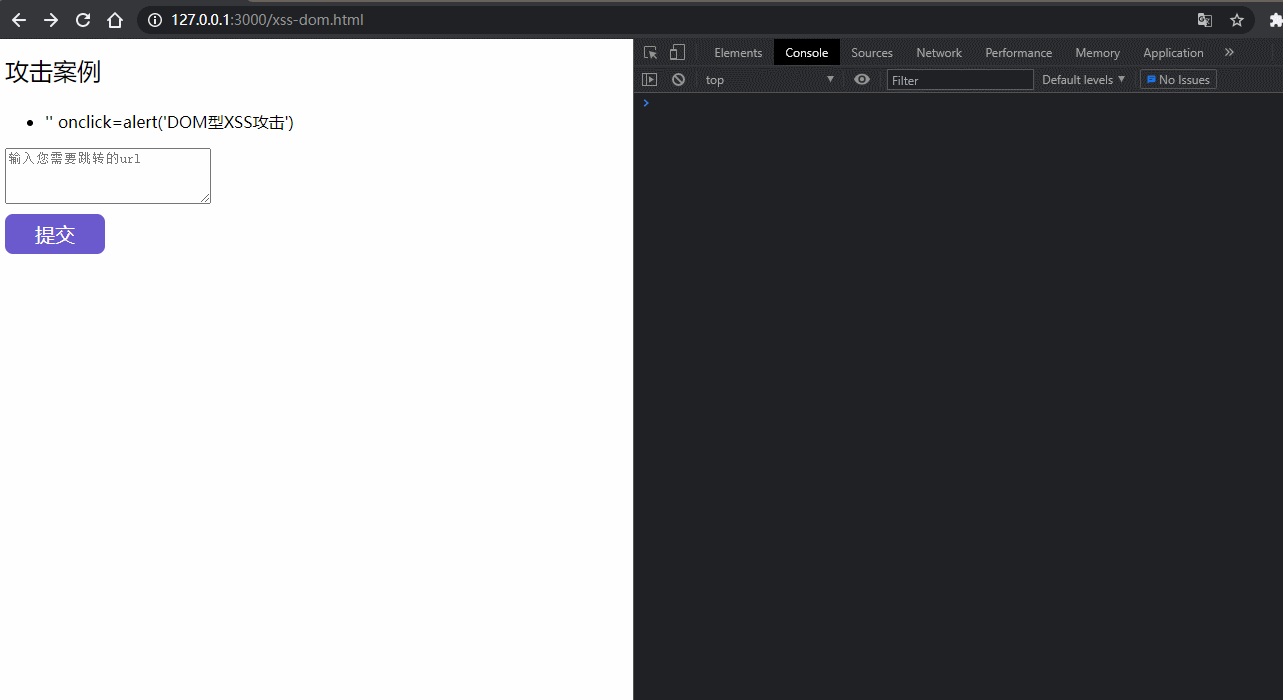 127.0.0.1:3000/xss-dom.html
攻击案例
'' onclick=alert('DOM型XSS攻击')
输入您需要跳转的url
提交
Elements Console Sources Network Performance Memory Application
top Filter Default levels No Issues